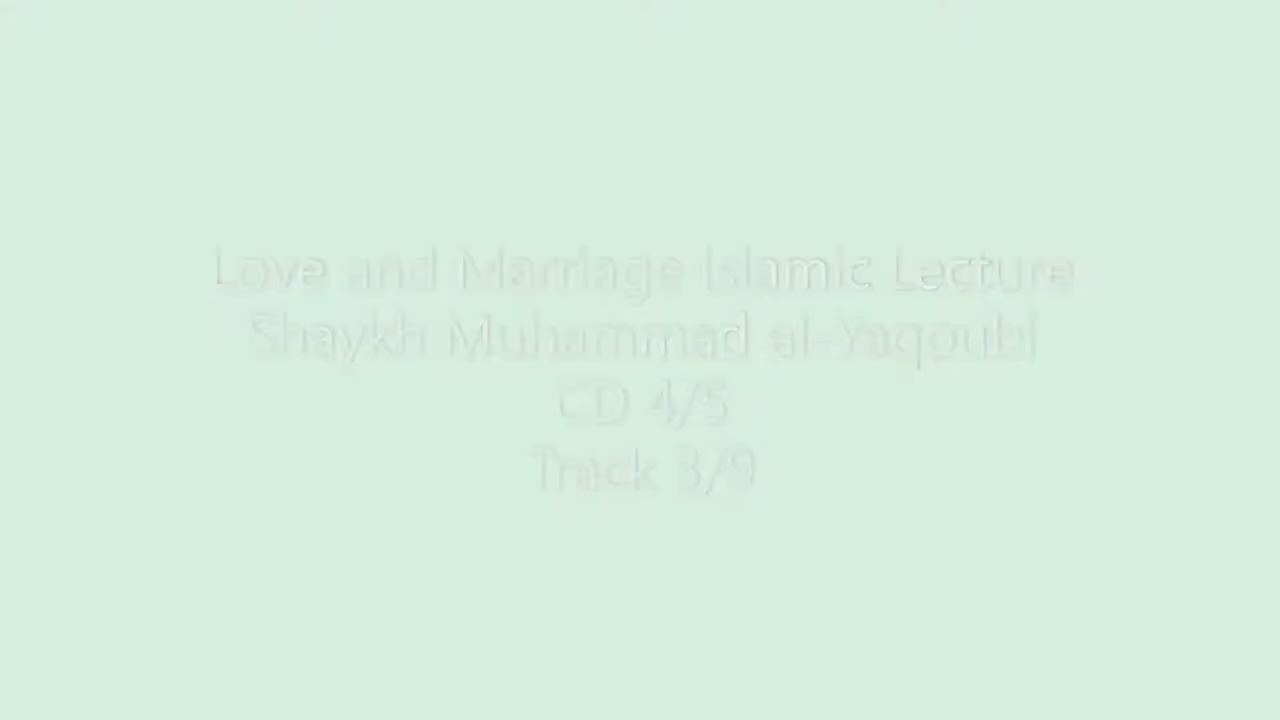 Love and Marriage Islamic Lecture
Shaykh Muhammad al-Yaqoubi
CD 4/5
Track 3/9